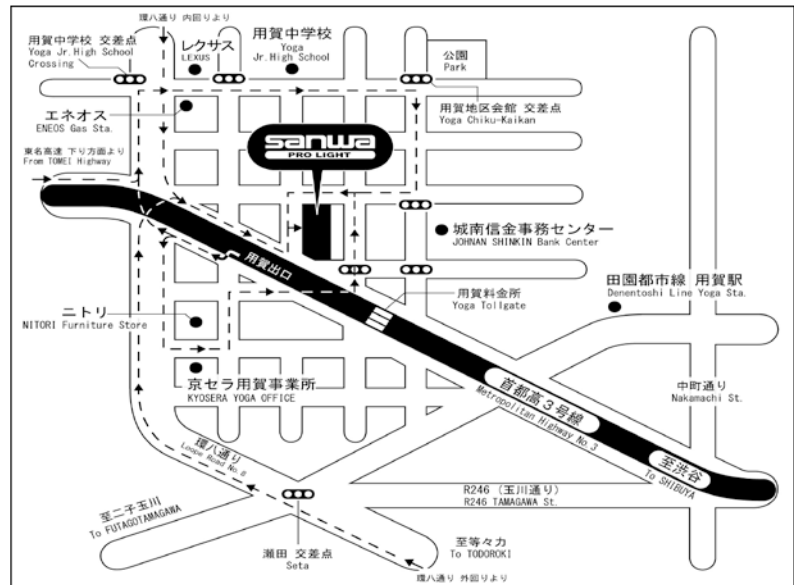 環八通り 内回りより
用賀中学校 交差点
Yoga Jr.High School
Crossing
レクサス
LEXUS
用賀中学校
Yoga
Jr.High School
公園
Park
エネオス
ENEOS Gas Sta.
用賀地区会館 交差点
Yoga Chiku-Kaikan
sanwa
PRO LIGHT
東名高速 下り方面より
From TOMEI Highway
城南信金事務センター
JOHNAN SHINKIN Bank Center
用賀出口
用賀料金所
Yoga Tollgate
田園都市線 用賀駅
Denentoshi Line Yoga Sta.
ニトリ
NITORI Furniture Store
京セラ用賀事業所
KYOSERA YOGA OFFICE
首都高3号線
Metropolitan Highway No 3
中町通り
Nakamachi St.
環八通り
Loope Road No.8
至渋谷
To SHIBUYA
R246 (玉川通り)
R246 TAMAGAWA St.
至二子玉川
To FUTAGOTAMAGAWA
瀬田 交差点
Seta
至等々力
To TODOROKI
環八通り 外回りより